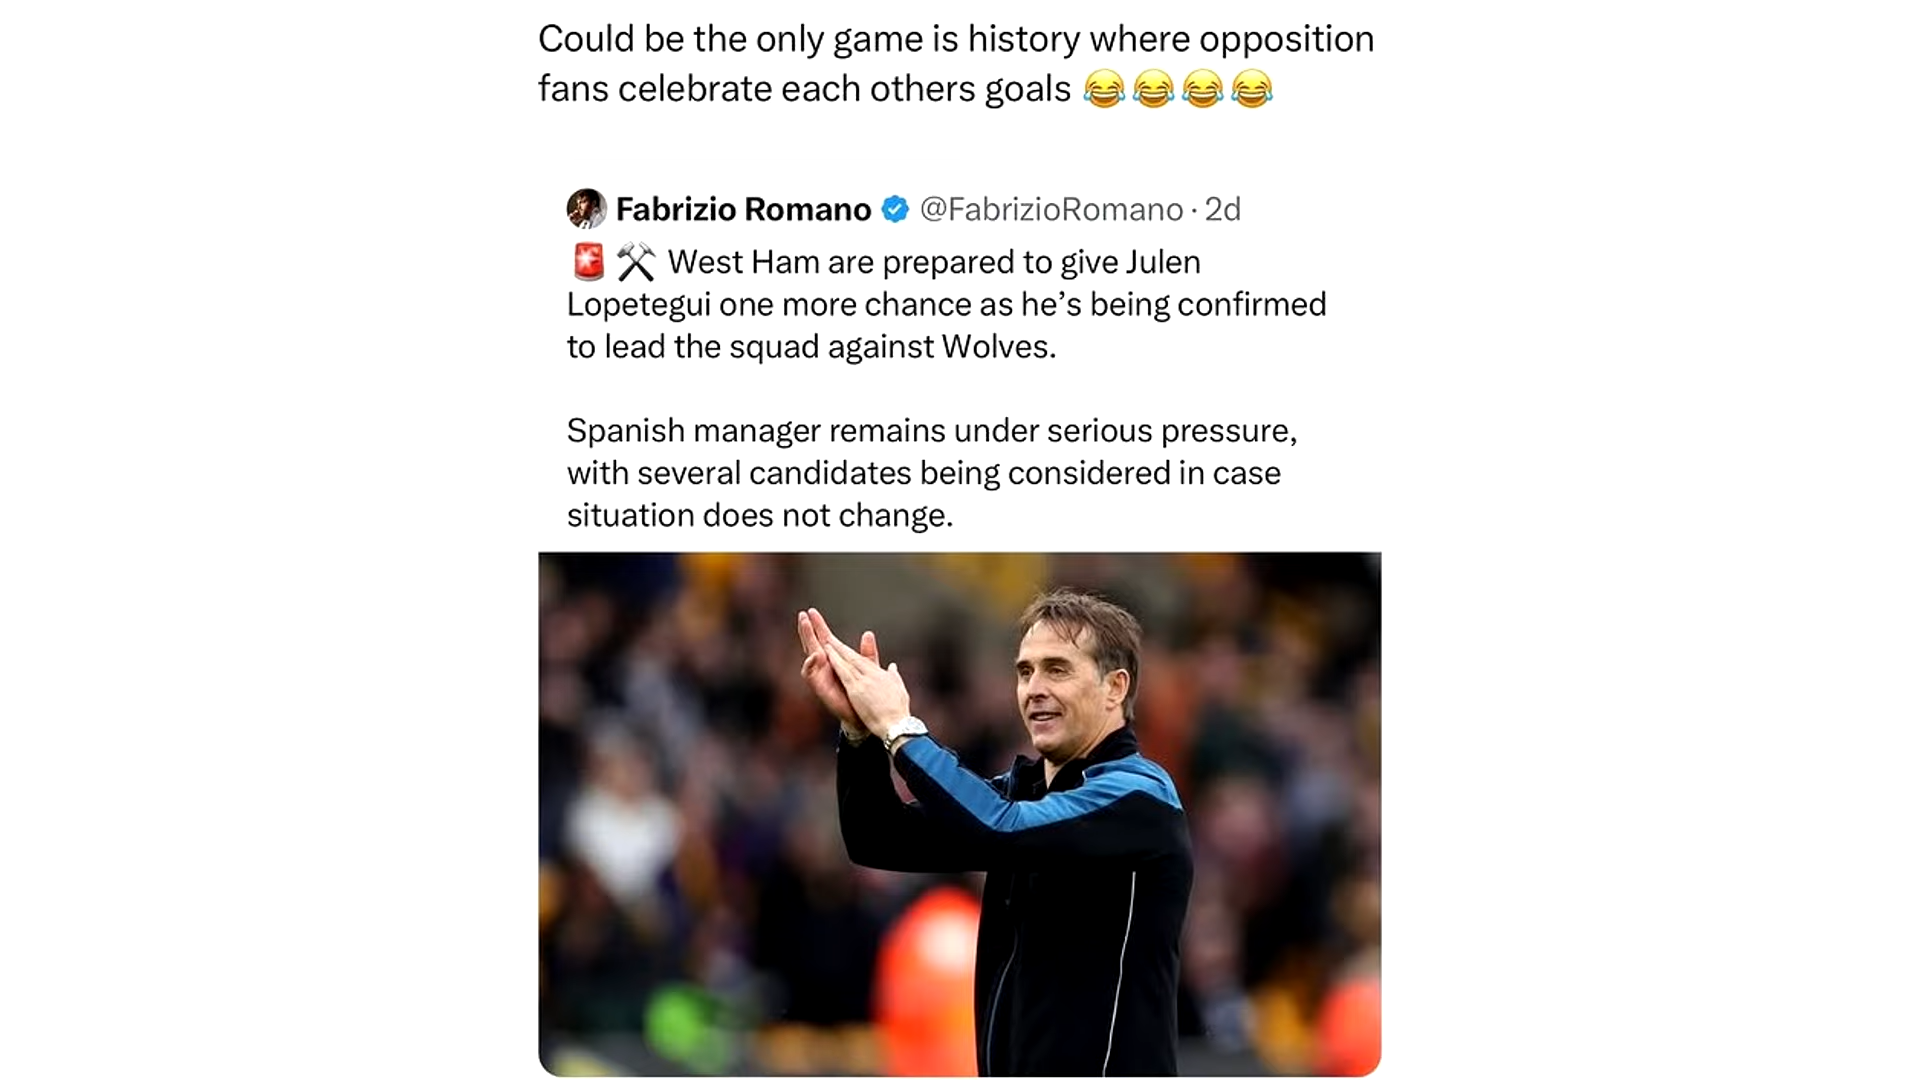 Could be the only game is history where opposition
fans celebrate each others goals 😂😂😂😂
Fabrizio Romano @FabrizioRomano · 2d
🚨⚒️ West Ham are prepared to give Julen
Lopetegui one more chance as he’s being confirmed
to lead the squad against Wolves.
Spanish manager remains under serious pressure,
with several candidates being considered in case
situation does not change.